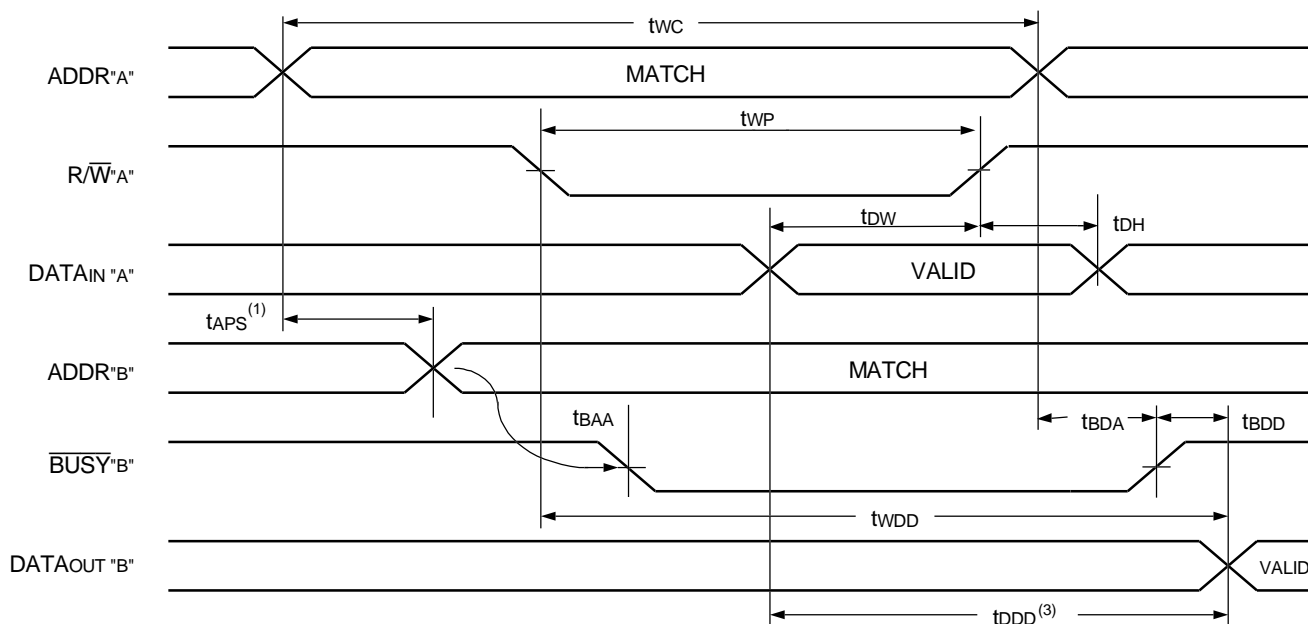 tWC
ADDR"A"
MATCH
tWP
R/W̅"A"
tDW
tDH
DATAIN "A"
VALID
tAPS(1)
ADDR"B"
MATCH
tBAA
tBDA
tBDD
B̅U̅S̅Y̅"B"
tWDD
DATAOUT "B"
VALID
tDDD(3)